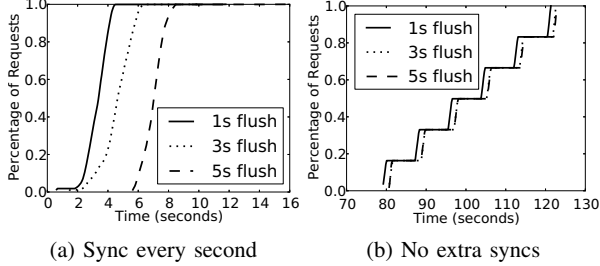 Percentage of Requests
1.0
0.8
0.6
0.4
0.2
0.0
1s flush
3s flush
5s flush
0 2 4 6 8 10 12 14 16
Time (seconds)
(a) Sync every second
Percentage of Requests
1.0
0.8
0.6
0.4
0.2
0.0
1s flush
3s flush
5s flush
70 80 90 100 110 120 130
Time (seconds)
(b) No extra syncs